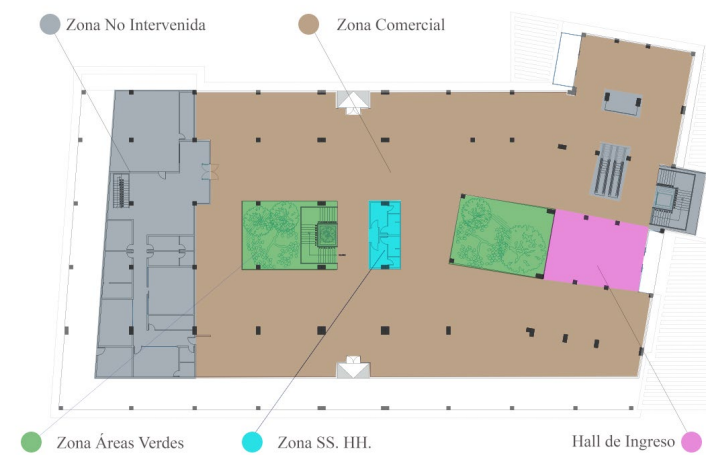 Zona No Intervenida
Zona Comercial
Zona Áreas Verdes
Zona SS. HH.
Hall de Ingreso